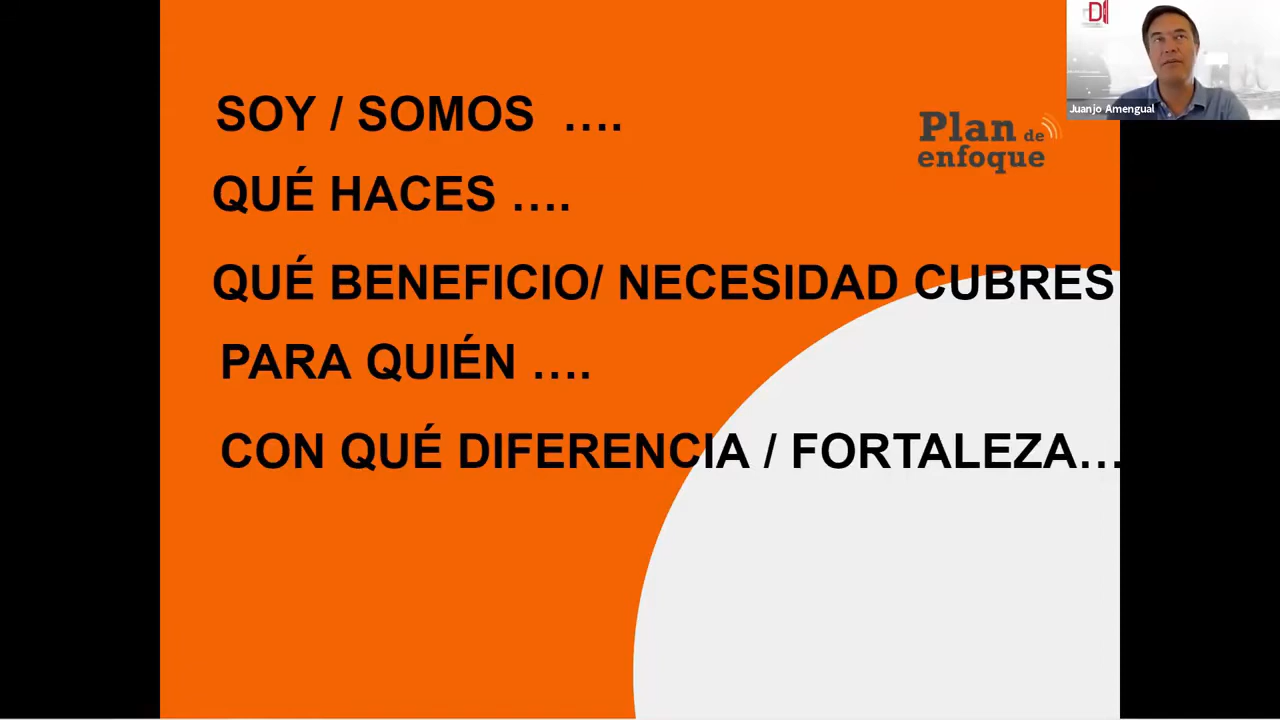 SOY / SOMOS ....
QUÉ HACES ....
QUÉ BENEFICIO/ NECESIDAD CUBRES
PARA QUIÉN ....
CON QUÉ DIFERENCIA / FORTALEZA...
Plan de
enfoque
Juanjo Amengual